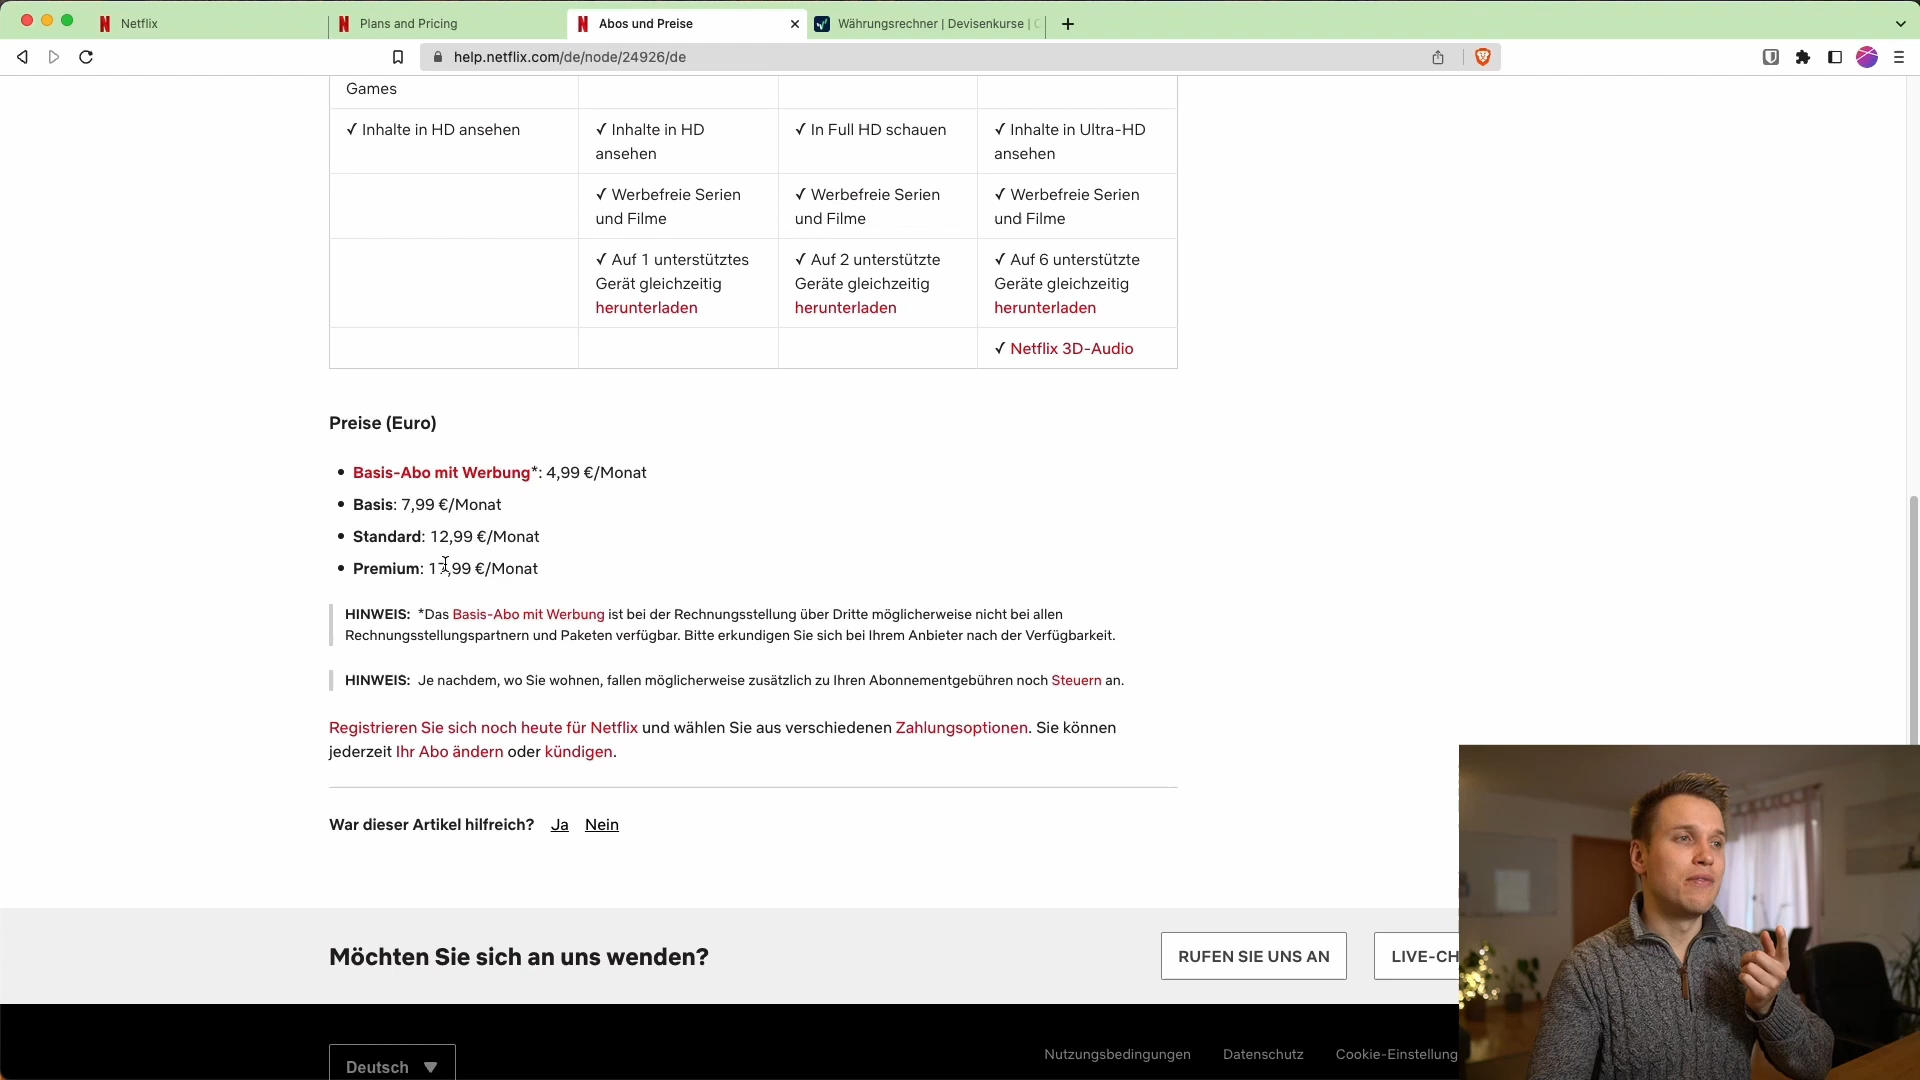 Netflix
Plans and Pricing
Abos und Preise
Währungsrechner | Devisenkurse |
help.netflix.com/de/node/24926/de
Games
✓ Inhalte in HD ansehen
✓ Inhalte in HD
ansehen
✓ In Full HD schauen
✓ Inhalte in Ultra-HD
ansehen
✓ Werbefreie Serien
und Filme
✓ Werbefreie Serien
und Filme
✓ Werbefreie Serien
und Filme
✓ Auf 1 unterstütztes
Gerät gleichzeitig
herunterladen
✓ Auf 2 unterstützte
Geräte gleichzeitig
herunterladen
✓ Auf 6 unterstützte
Geräte gleichzeitig
herunterladen
✓ Netflix 3D-Audio
Preise (Euro)
• Basis-Abo mit Werbung*: 4,99 €/Monat
• Basis: 7,99 €/Monat
• Standard: 12,99 €/Monat
• Premium: 17,99 €/Monat
HINWEIS: *Das Basis-Abo mit Werbung ist bei der Rechnungsstellung über Dritte möglicherweise nicht bei allen
Rechnungsstellungspartnern und Paketen verfügbar. Bitte erkundigen Sie sich bei Ihrem Anbieter nach der Verfügbarkeit.
HINWEIS: Je nachdem, wo Sie wohnen, fallen möglicherweise zusätzlich zu Ihren Abonnementgebühren noch Steuern an.
Registrieren Sie sich noch heute für Netflix und wählen Sie aus verschiedenen Zahlungsoptionen. Sie können
jederzeit Ihr Abo ändern oder kündigen.
War dieser Artikel hilfreich? Ja Nein
Möchten Sie sich an uns wenden?
RUFEN SIE UNS AN
LIVE-CH
Deutsch
Nutzungsbedingungen
Datenschutz
Cookie-Einstellung